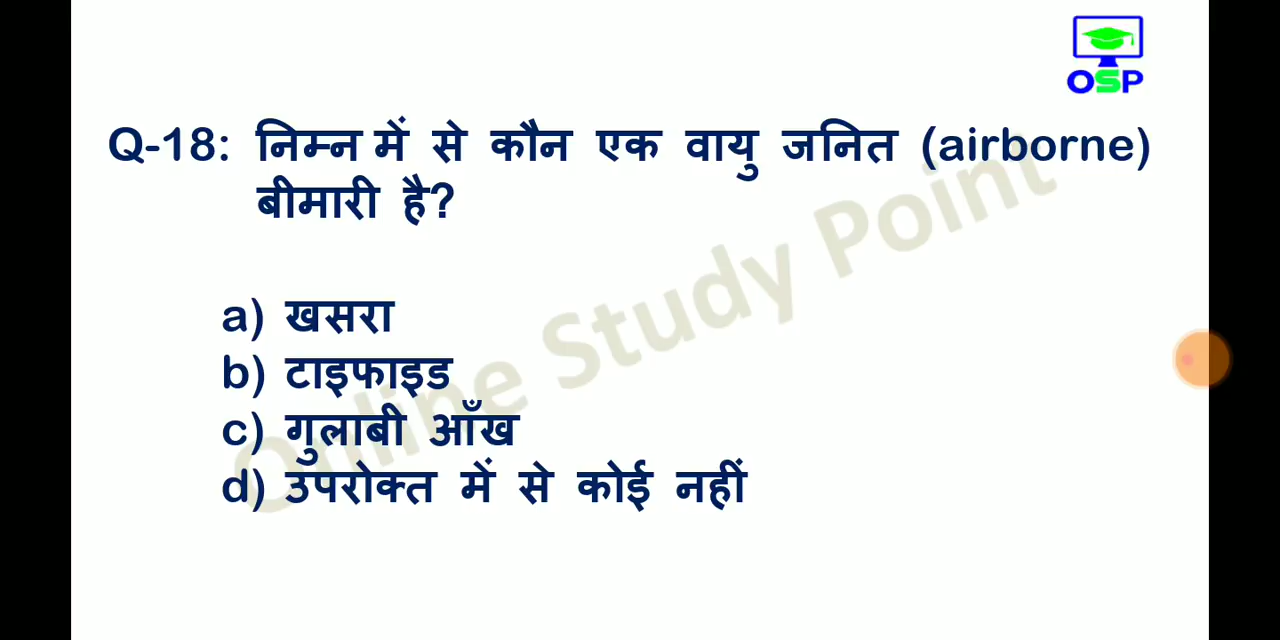 OSP
Q-18: निम्न में से कौन एक वायु जनित (airborne)
बीमारी है?
a) खसरा
b) टाइफाइड
c) गुलाबी आँख
d) उपरोक्त में से कोई नहीं
Online Study Point